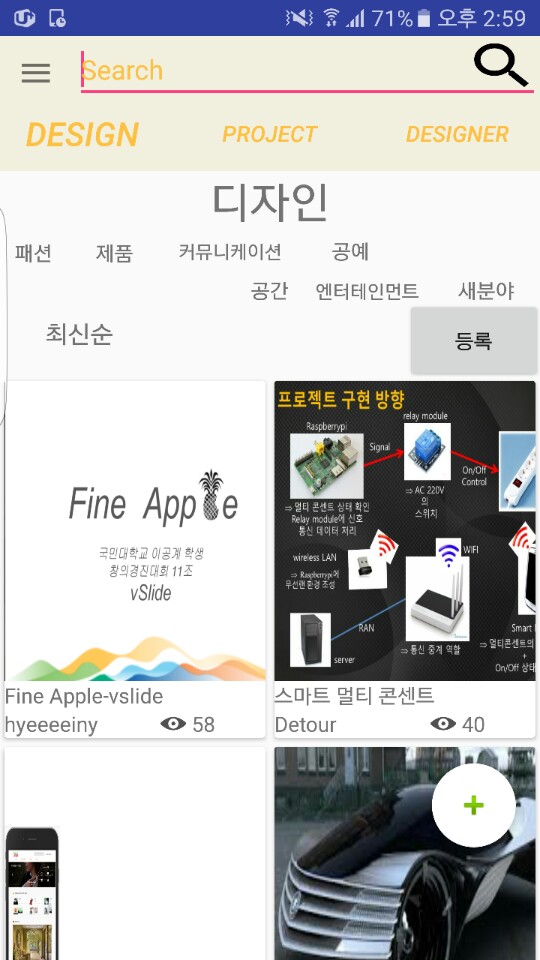 71% 오후 2:59
Search
DESIGN PROJECT DESIGNER
디자인
패션 제품 커뮤니케이션 공예
공간 엔터테인먼트 새분야
최신순 등록
Fine Apple
국민대학교 이공계 학생
창의경진대회 11조
vSlide
Fine Apple-vslide
hyeeeeiny 58
프로젝트 구현 방향
Raspberrypi
relay module
Signal
On/Off
Control
⇒ 멀티 콘센트 상태 확인
Relay module에 신호
통신 데이터 처리
⇒ AC 220V
의
스위치
wireless LAN
WIFI
⇒ Raspberrypi에
무선랜 환경 조성
RAN
server
⇒ 통신 중계 역할
Smart
⇒ 멀티콘센트의
+
On/Off 상태
스마트 멀티 콘센트
Detour 40
+